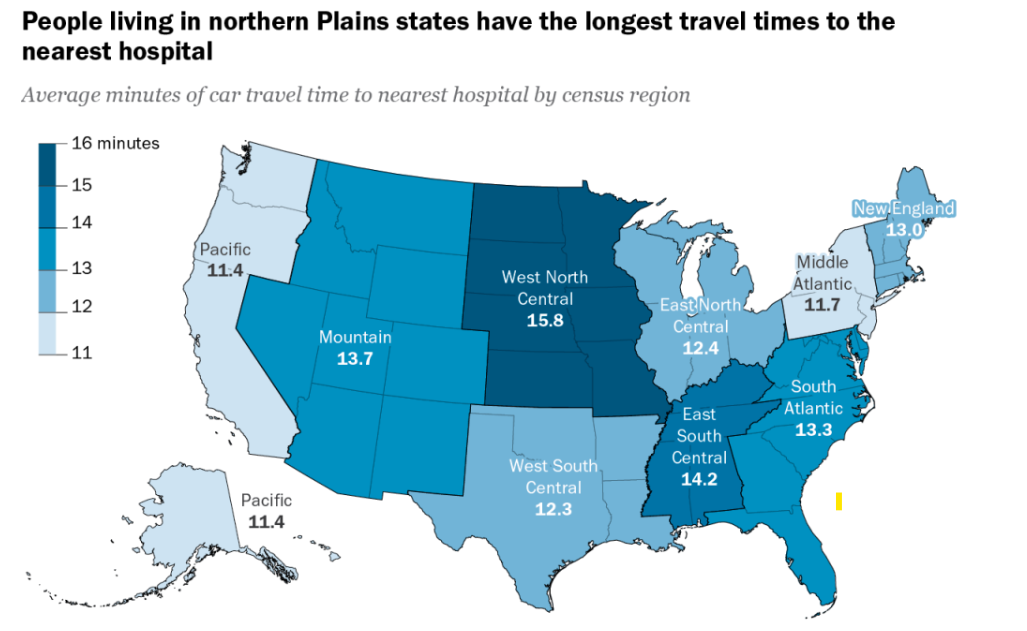 People living in northern Plains states have the longest travel times to the
nearest hospital
Average minutes of car travel time to nearest hospital by census region
16 minutes
15
14
13
12
11
Pacific
11.4
Mountain
13.7
West North
Central
15.8
East North
Central
12.4
New England
13.0
Middle
Atlantic
11.7
South
Atlantic
13.3
East
South
Central
14.2
West South
Central
12.3
Pacific
11.4